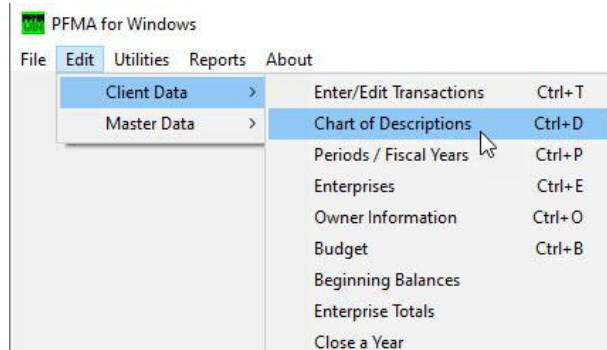 PFMA for Windows
File Edit Utilities Reports About
Client Data > Enter/Edit Transactions Ctrl+T
Master Data > Chart of Descriptions Ctrl+D
Periods / Fiscal Years Ctrl+P
Enterprises Ctrl+E
Owner Information Ctrl+O
Budget Ctrl+B
Beginning Balances
Enterprise Totals
Close a Year